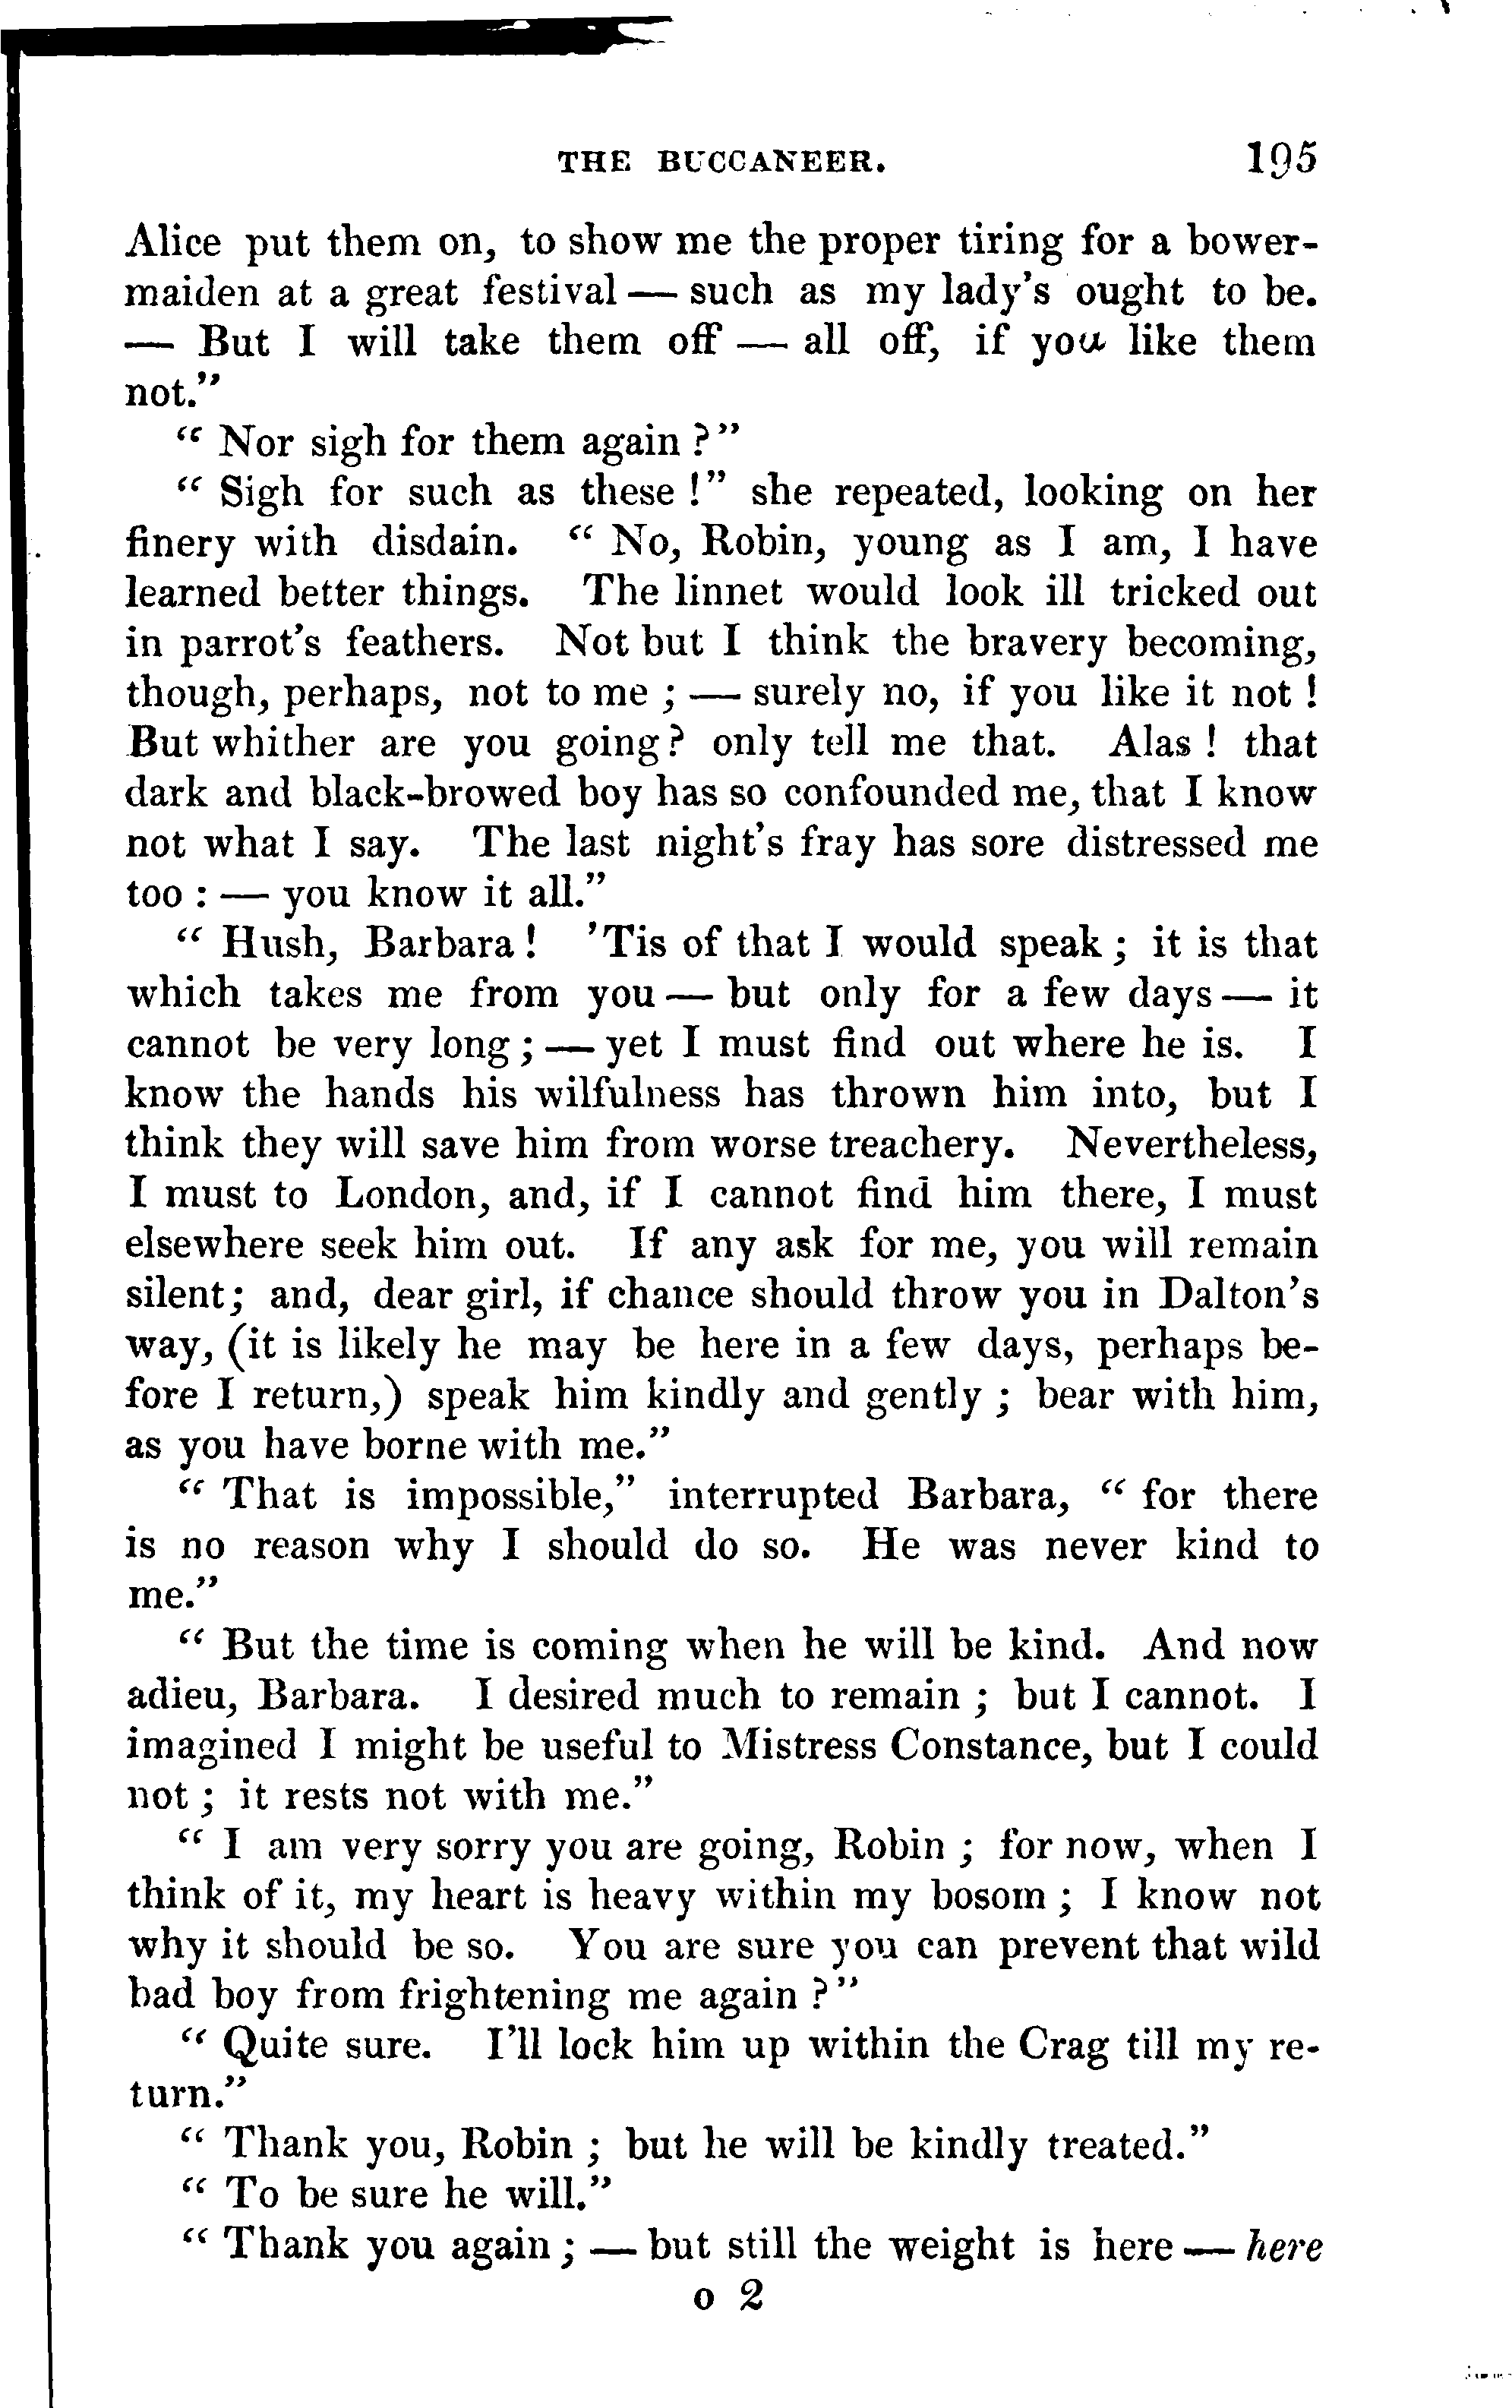 THE BUCCANEER. 195
Alice put them on, to show me the proper tiring for a bower-
maiden at a great festival — such as my lady's ought to be.
— But I will take them off — all off, if you like them
not."
" Nor sigh for them again ?"
" Sigh for such as these !" she repeated, looking on her
finery with disdain. " No, Robin, young as I am, I have
learned better things. The linnet would look ill tricked out
in parrot's feathers. Not but I think the bravery becoming,
though, perhaps, not to me ; — surely no, if you like it not !
But whither are you going? only tell me that. Alas ! that
dark and black-browed boy has so confounded me, that I know
not what I say. The last night's fray has sore distressed me
too : — you know it all."
" Hush, Barbara ! 'Tis of that I would speak ; it is that
which takes me from you — but only for a few days — it
cannot be very long ; — yet I must find out where he is. I
know the hands his wilfulness has thrown him into, but I
think they will save him from worse treachery. Nevertheless,
I must to London, and, if I cannot find him there, I must
elsewhere seek him out. If any ask for me, you will remain
silent; and, dear girl, if chance should throw you in Dalton's
way, (it is likely he may be here in a few days, perhaps be-
fore I return,) speak him kindly and gently ; bear with him,
as you have borne with me."
" That is impossible," interrupted Barbara, " for there
is no reason why I should do so. He was never kind to
me."
" But the time is coming when he will be kind. And now
adieu, Barbara. I desired much to remain ; but I cannot. I
imagined I might be useful to Mistress Constance, but I could
not ; it rests not with me."
" I am very sorry you are going, Robin ; for now, when I
think of it, my heart is heavy within my bosom ; I know not
why it should be so. You are sure you can prevent that wild
bad boy from frightening me again ?"
" Quite sure. I'll lock him up within the Crag till my re-
turn."
" Thank you, Robin ; but he will be kindly treated."
" To be sure he will."
" Thank you again ; — but still the weight is here — here
o 2